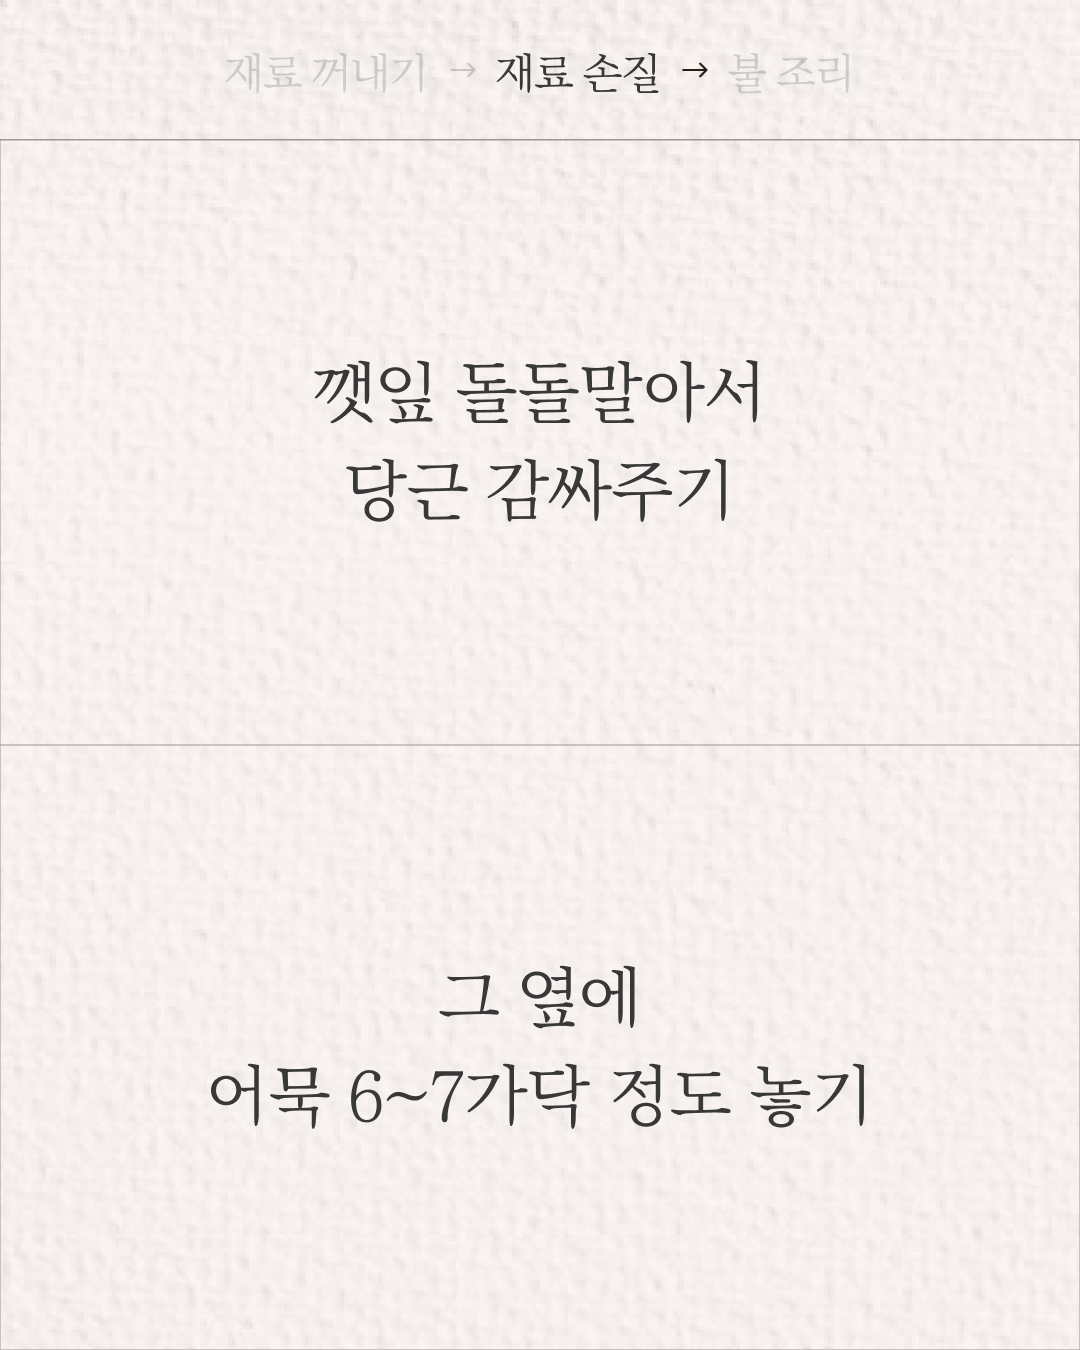 재료 꺼내기 → 재료 손질 → 불 조리
깻잎 돌돌말아서
당근 감싸주기
그 옆에
어묵 6~7가닥 정도 놓기